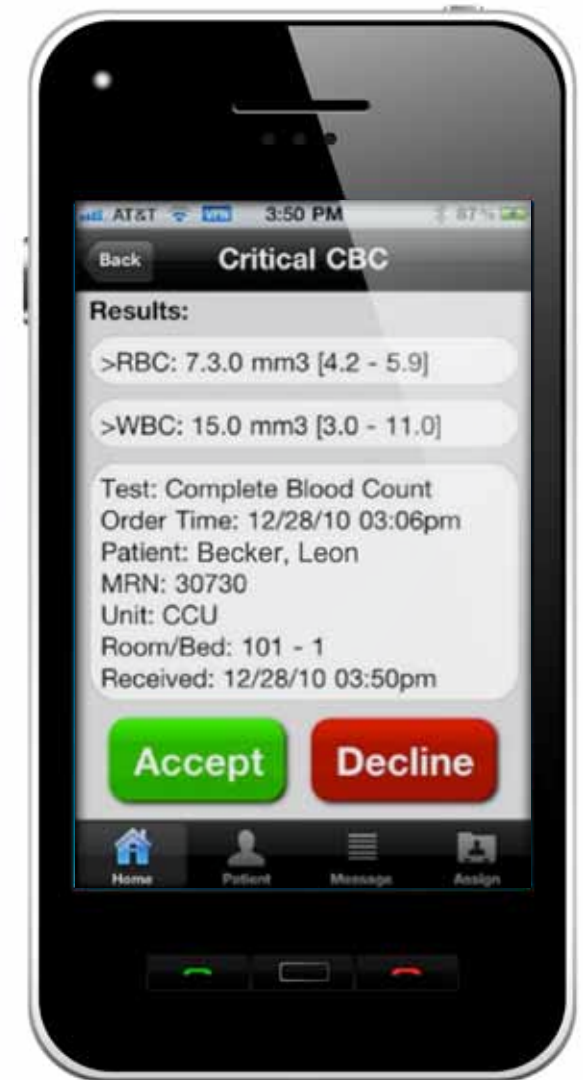 AT&T VPN 3:50 PM 87%
Back Critical CBC
Results:
>RBC: 7.3.0 mm3 [4.2 - 5.9]
>WBC: 15.0 mm3 [3.0 - 11.0]
Test: Complete Blood Count
Order Time: 12/28/10 03:06pm
Patient: Becker, Leon
MRN: 30730
Unit: CCU
Room/Bed: 101 - 1
Received: 12/28/10 03:50pm
Accept Decline
Home Patient Message Assign